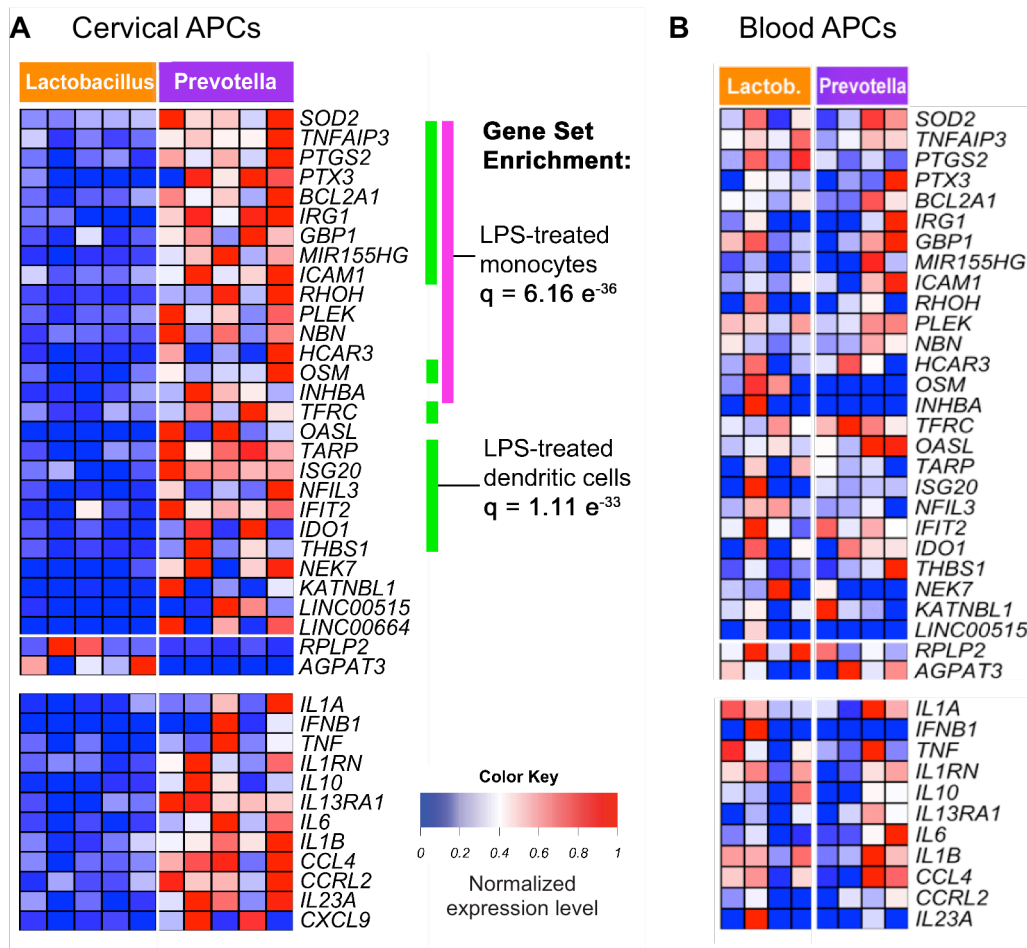 A Cervical APCs
Lactobacillus Prevotella
SOD2
TNFAIP3
PTGS2
PTX3
BCL2A1
IRG1
GBP1
MIR155HG
ICAM1
RHOH
PLEK
NBN
HCAR3
OSM
INHBA
TFRC
OASL
TARP
ISG20
NFIL3
IFIT2
IDO1
THBS1
NEK7
KATNBL1
LINC00515
LINC00664
RPLP2
AGPAT3
IL1A
IFNB1
TNF
IL1RN
IL10
IL13RA1
IL6
IL1B
CCL4
CCRL2
IL23A
CXCL9
Gene Set
Enrichment:
LPS-treated
monocytes
q = 6.16 e-36
LPS-treated
dendritic cells
q = 1.11 e-33
Color Key
0 0.2 0.4 0.6 0.8 1
Normalized
expression level
B Blood APCs
Lactob. Prevotella
SOD2
TNFAIP3
PTGS2
PTX3
BCL2A1
IRG1
GBP1
MIR155HG
ICAM1
RHOH
PLEK
NBN
HCAR3
OSM
INHBA
TFRC
OASL
TARP
ISG20
NFIL3
IFIT2
IDO1
THBS1
NEK7
KATNBL1
LINC00515
RPLP2
AGPAT3
IL1A
IFNB1
TNF
IL1RN
IL10
IL13RA1
IL6
IL1B
CCL4
CCRL2
IL23A